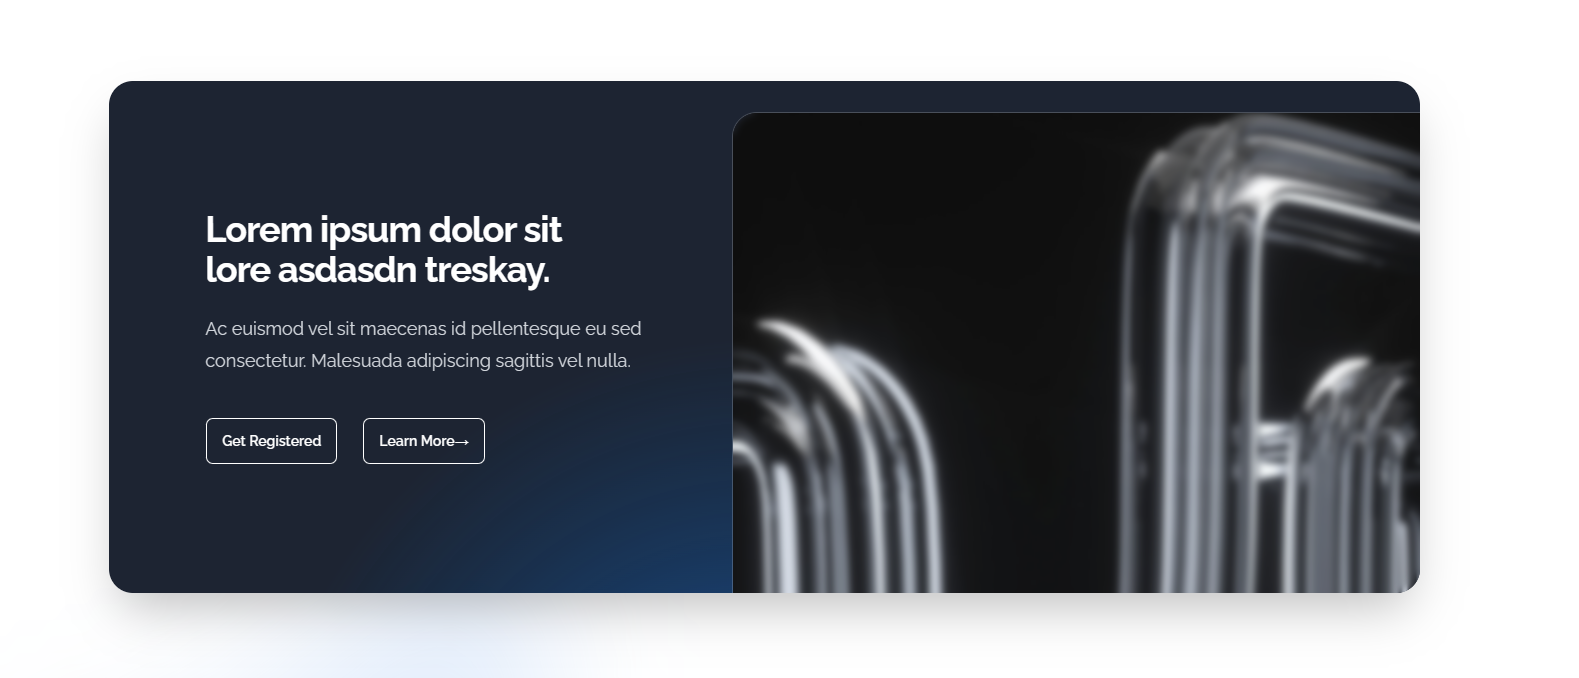 Lorem ipsum dolor sit
lore asdasdn treskay.
Ac euismod vel sit maecenas id pellentesque eu sed
consectetur. Malesuada adipiscing sagittis vel nulla.
Get Registered
Learn More→